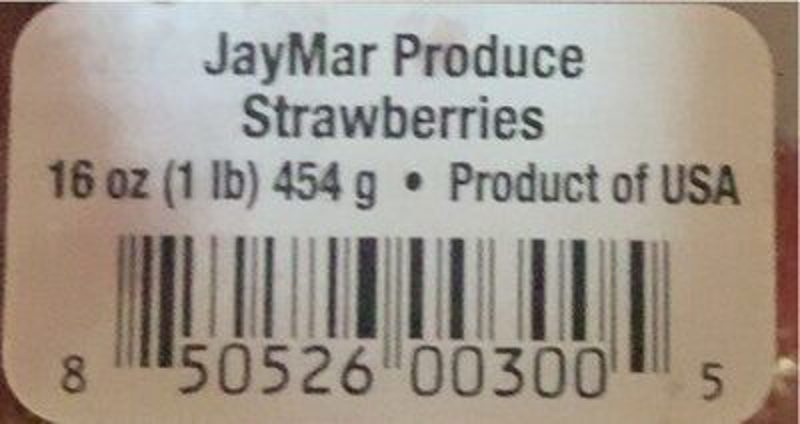 JayMar Produce
Strawberries
16 oz (1 lb) 454 g • Product of USA
8 50526 00300 5